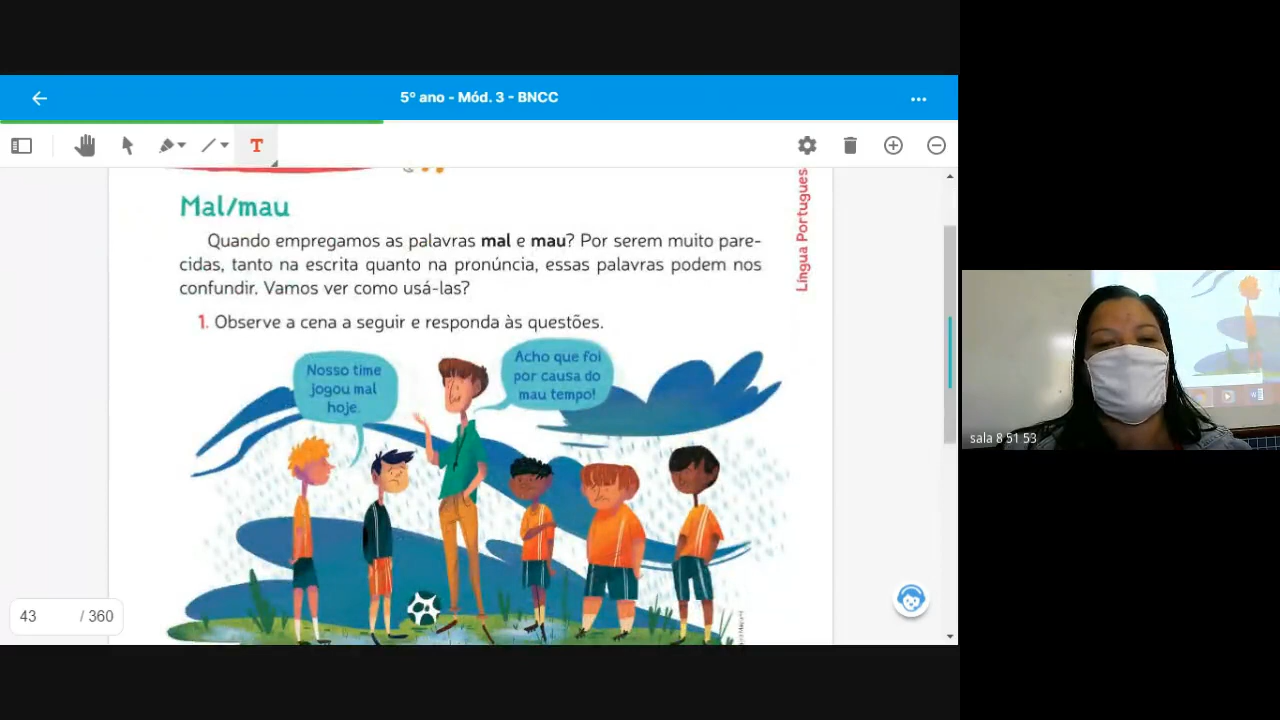 5º ano - Mód. 3 - BNCC
T
Mal/mau
Quando empregamos as palavras mal e mau? Por serem muito pare-
cidas, tanto na escrita quanto na pronúncia, essas palavras podem nos
confundir. Vamos ver como usá-las?
1. Observe a cena a seguir e responda às questões.
Nosso time
jogou mal
hoje.
Acho que foi
por causa do
mau tempo!
Língua Portugues
43 / 360
sala 8 51 53